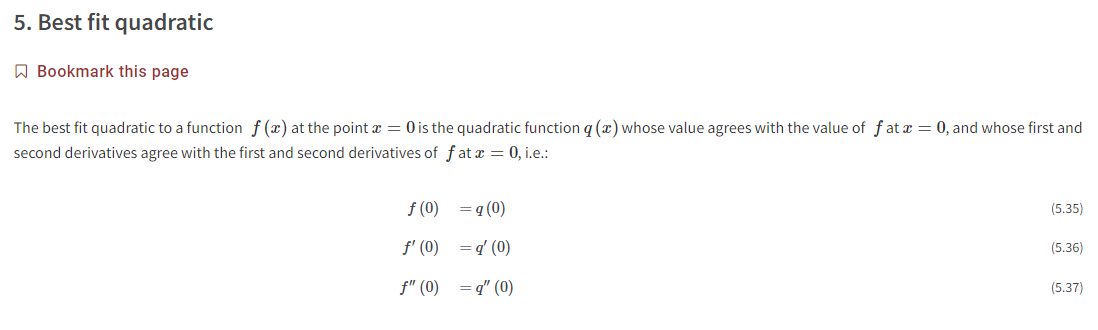 5. Best fit quadratic
Bookmark this page
The best fit quadratic to a function f (x) at the point x = 0 is the quadratic function q (x) whose value agrees with the value of f at x = 0, and whose first and
second derivatives agree with the first and second derivatives of f at x = 0, i.e.:
f (0) = q (0) (5.35)
f′ (0) = q′ (0) (5.36)
f″ (0) = q″ (0) (5.37)